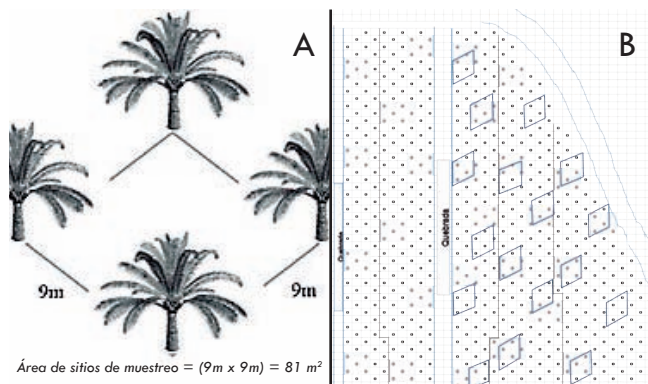 A
B
Quebrada
Quebrada
9m
9m
Área de sitios de muestreo = (9m x 9m) = 81 m²